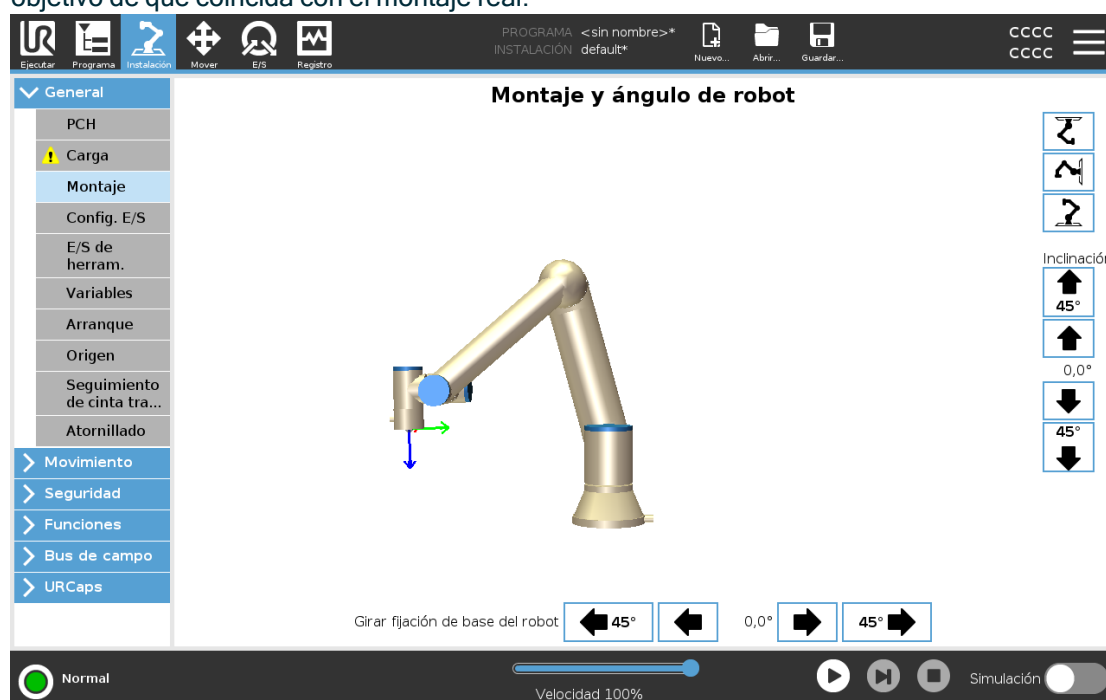 objetivo de que coincida con el montaje real.
PROGRAMA <sin nombre>*
INSTALACIÓN default*
CCCC
CCCC
UR
Ejecutar Programa Instalación Mover E/S Registro
Nuevo... Abrir... Guardar...
General
Montaje y ángulo de robot
PCH
Carga
Montaje
Config. E/S
E/S de
herram.
Variables
Arranque
Origen
Seguimiento
de cinta tra...
Atornillado
Movimiento
Seguridad
Funciones
Bus de campo
URCaps
Inclinación
45°
0,0°
45°
Girar fijación de base del robot 45° 0,0° 45°
Normal
Velocidad 100%
Simulación